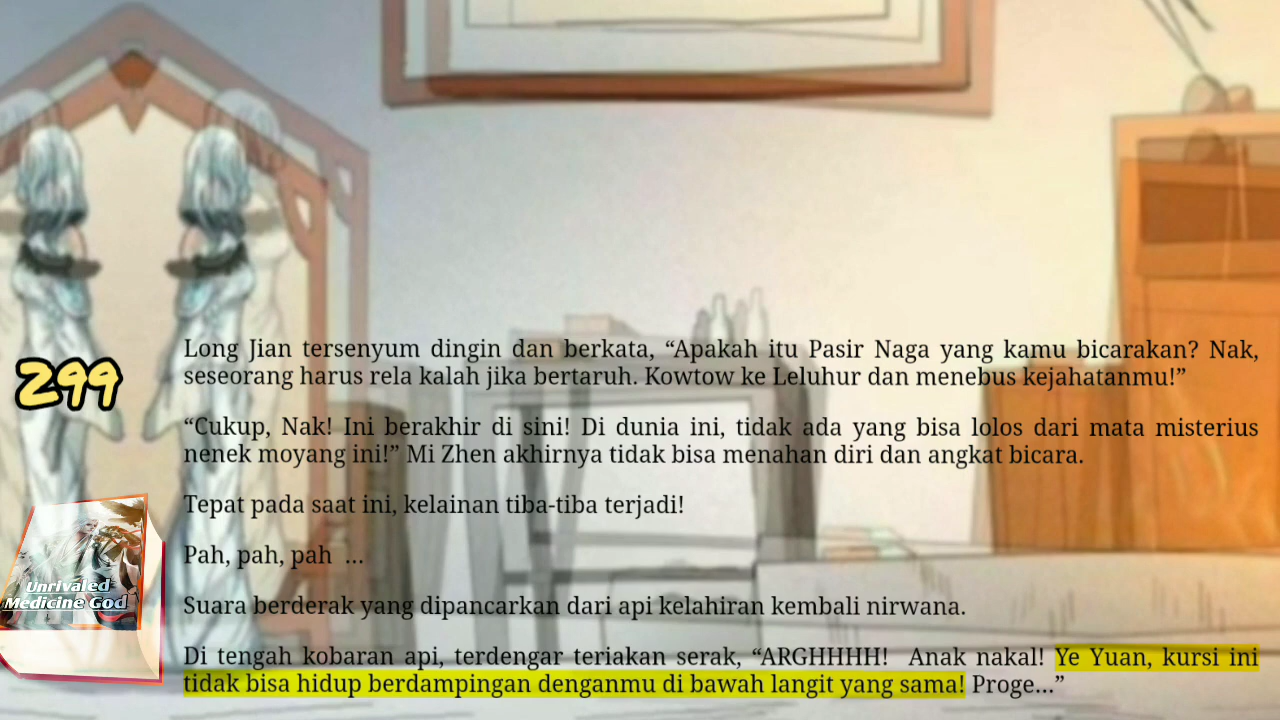 Long Jian tersenyum dingin dan berkata, “Apakah itu Pasir Naga yang kamu bicarakan? Nak,
seseorang harus rela kalah jika bertaruh. Kowtow ke Leluhur dan menebus kejahatanmu!”
“Cukup, Nak! Ini berakhir di sini! Di dunia ini, tidak ada yang bisa lolos dari mata misterius
nenek moyang ini!” Mi Zhen akhirnya tidak bisa menahan diri dan angkat bicara.
299
Tepat pada saat ini, kelainan tiba-tiba terjadi!
Pah, pah, pah …
Suara berderak yang dipancarkan dari api kelahiran kembali nirwana.
Unrivaled
Medicine God
Di tengah kobaran api, terdengar teriakan serak, “ARGHHHH! Anak nakal! Ye Yuan, kursi ini
tidak bisa hidup berdampingan denganmu di bawah langit yang sama! Proge…”